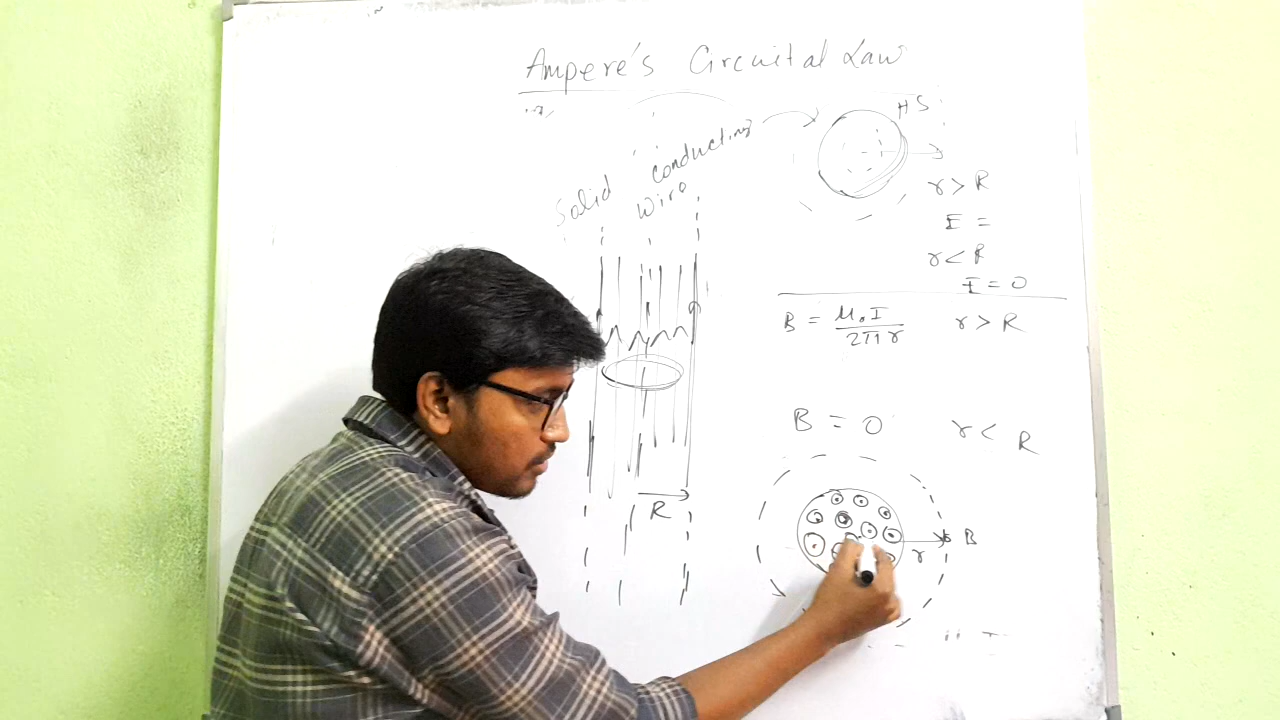 Ampere's Circuital Law
Solid conducting
wire
HS
r > R
E =
r < R
E = 0
B = μ₀I / 2πr r > R
B = 0 r < R
R
B
r